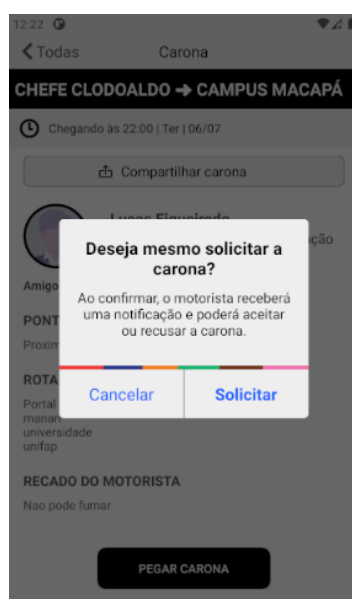 12:22
Todas Carona
CHEFE CLODOALDO → CAMPUS MACAPÁ
Chegando às 22:00 | Ter | 06/07
Compartilhar carona
Lucas Figueiredo
Deseja mesmo solicitar a
carona?
Amigo
Ao confirmar, o motorista receberá
uma notificação e poderá aceitar
ou recusar a carona.
PONT
Proxim
ROTA
Cancelar Solicitar
Portal
manan
universidade
unifap
RECADO DO MOTORISTA
Nao pode fumar
PEGAR CARONA